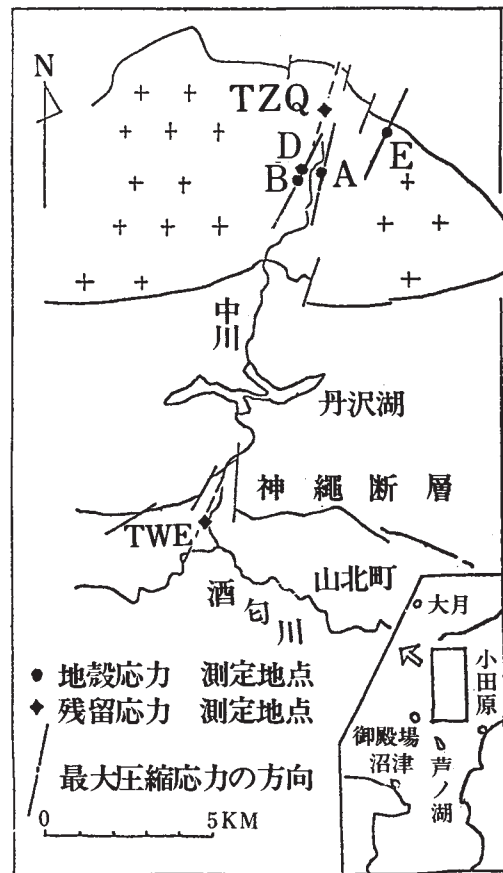 N
TZQ
D
B
A
E
中川
丹沢湖
神繩断層
TWE
山北町
酒匂川
● 地殻応力 測定地点
◆ 残留応力 測定地点
最大圧縮応力の方向
0 5KM
大月
小田原
御殿場
沼津
芦ノ湖